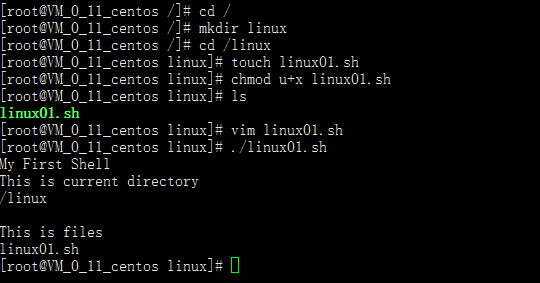 [root@VM_0_11_centos /]# cd /
[root@VM_0_11_centos /]# mkdir linux
[root@VM_0_11_centos /]# cd /linux
[root@VM_0_11_centos linux]# touch linux01.sh
[root@VM_0_11_centos linux]# chmod u+x linux01.sh
[root@VM_0_11_centos linux]# ls
linux01.sh
[root@VM_0_11_centos linux]# vim linux01.sh
[root@VM_0_11_centos linux]# ./linux01.sh
My First Shell
This is current directory
/linux

This is files
linux01.sh
[root@VM_0_11_centos linux]#